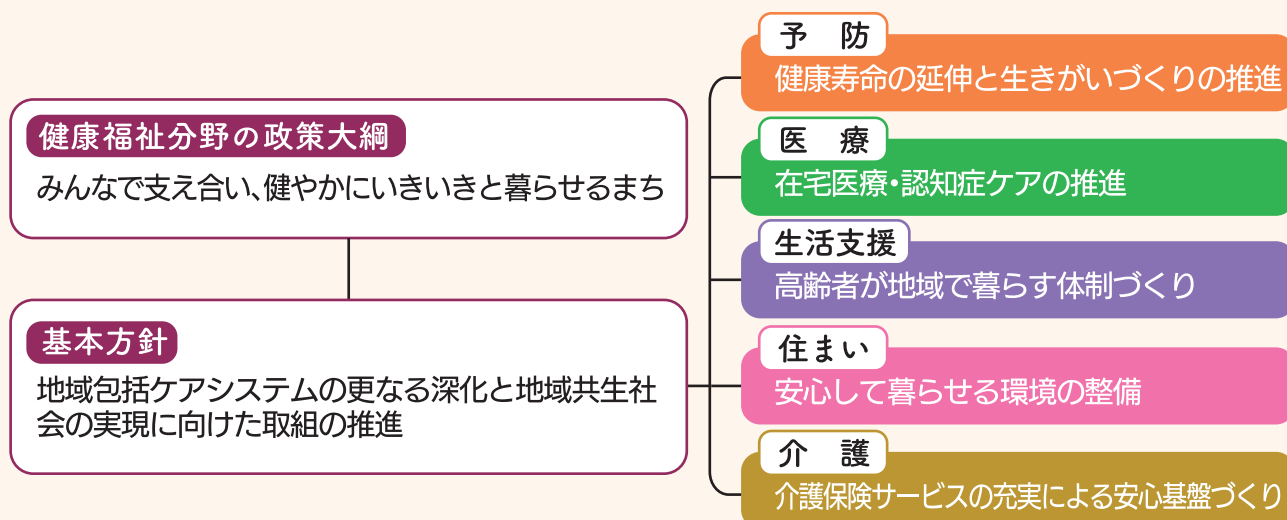 健康福祉分野の政策大綱
みんなで支え合い、健やかにいきいきと暮らせるまち
基本方針
地域包括ケアシステムの更なる深化と地域共生社
会の実現に向けた取組の推進
予　防
健康寿命の延伸と生きがいづくりの推進
医　療
在宅医療・認知症ケアの推進
生活支援
高齢者が地域で暮らす体制づくり
住まい
安心して暮らせる環境の整備
介　護
介護保険サービスの充実による安心基盤づくり